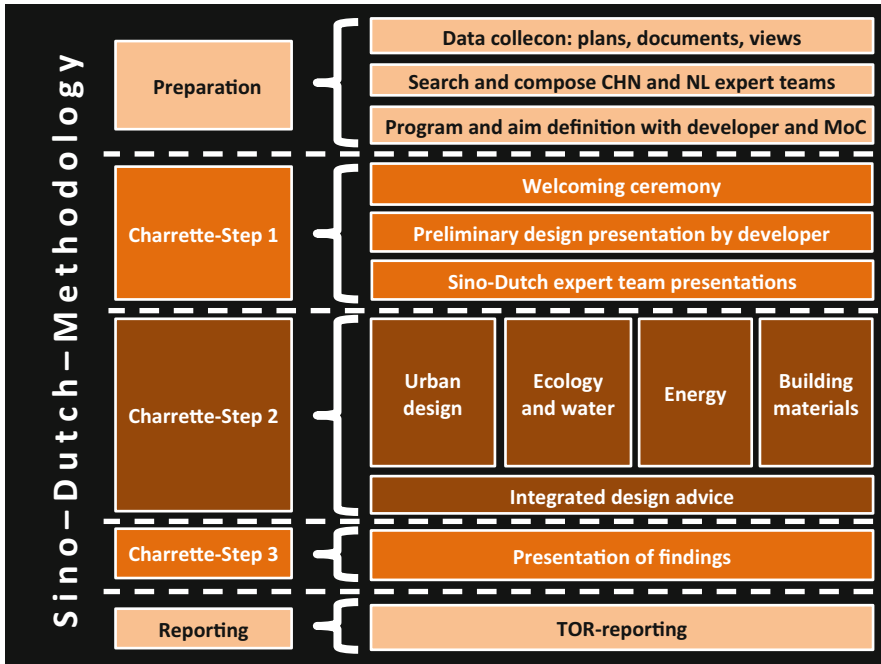 Sino–Dutch–Methodology
Preparation
Data collecon: plans, documents, views
Search and compose CHN and NL expert teams
Program and aim definition with developer and MoC
Charrette-Step 1
Welcoming ceremony
Preliminary design presentation by developer
Sino-Dutch expert team presentations
Charrette-Step 2
Urban
design
Ecology
and water
Energy
Building
materials
Integrated design advice
Charrette-Step 3
Presentation of findings
Reporting
TOR-reporting